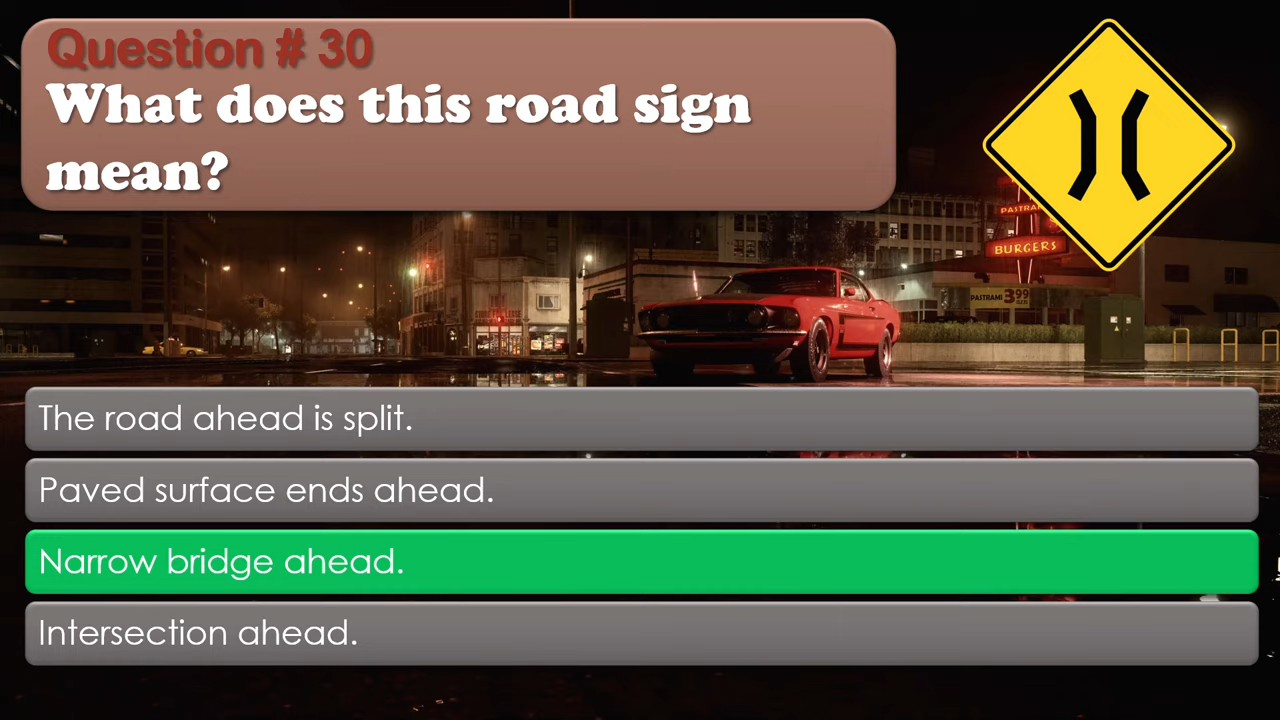 Question # 30
What does this road sign
mean?
PASTRAMI
BURGERS
PASTRAMI 3.99
The road ahead is split.
Paved surface ends ahead.
Narrow bridge ahead.
Intersection ahead.